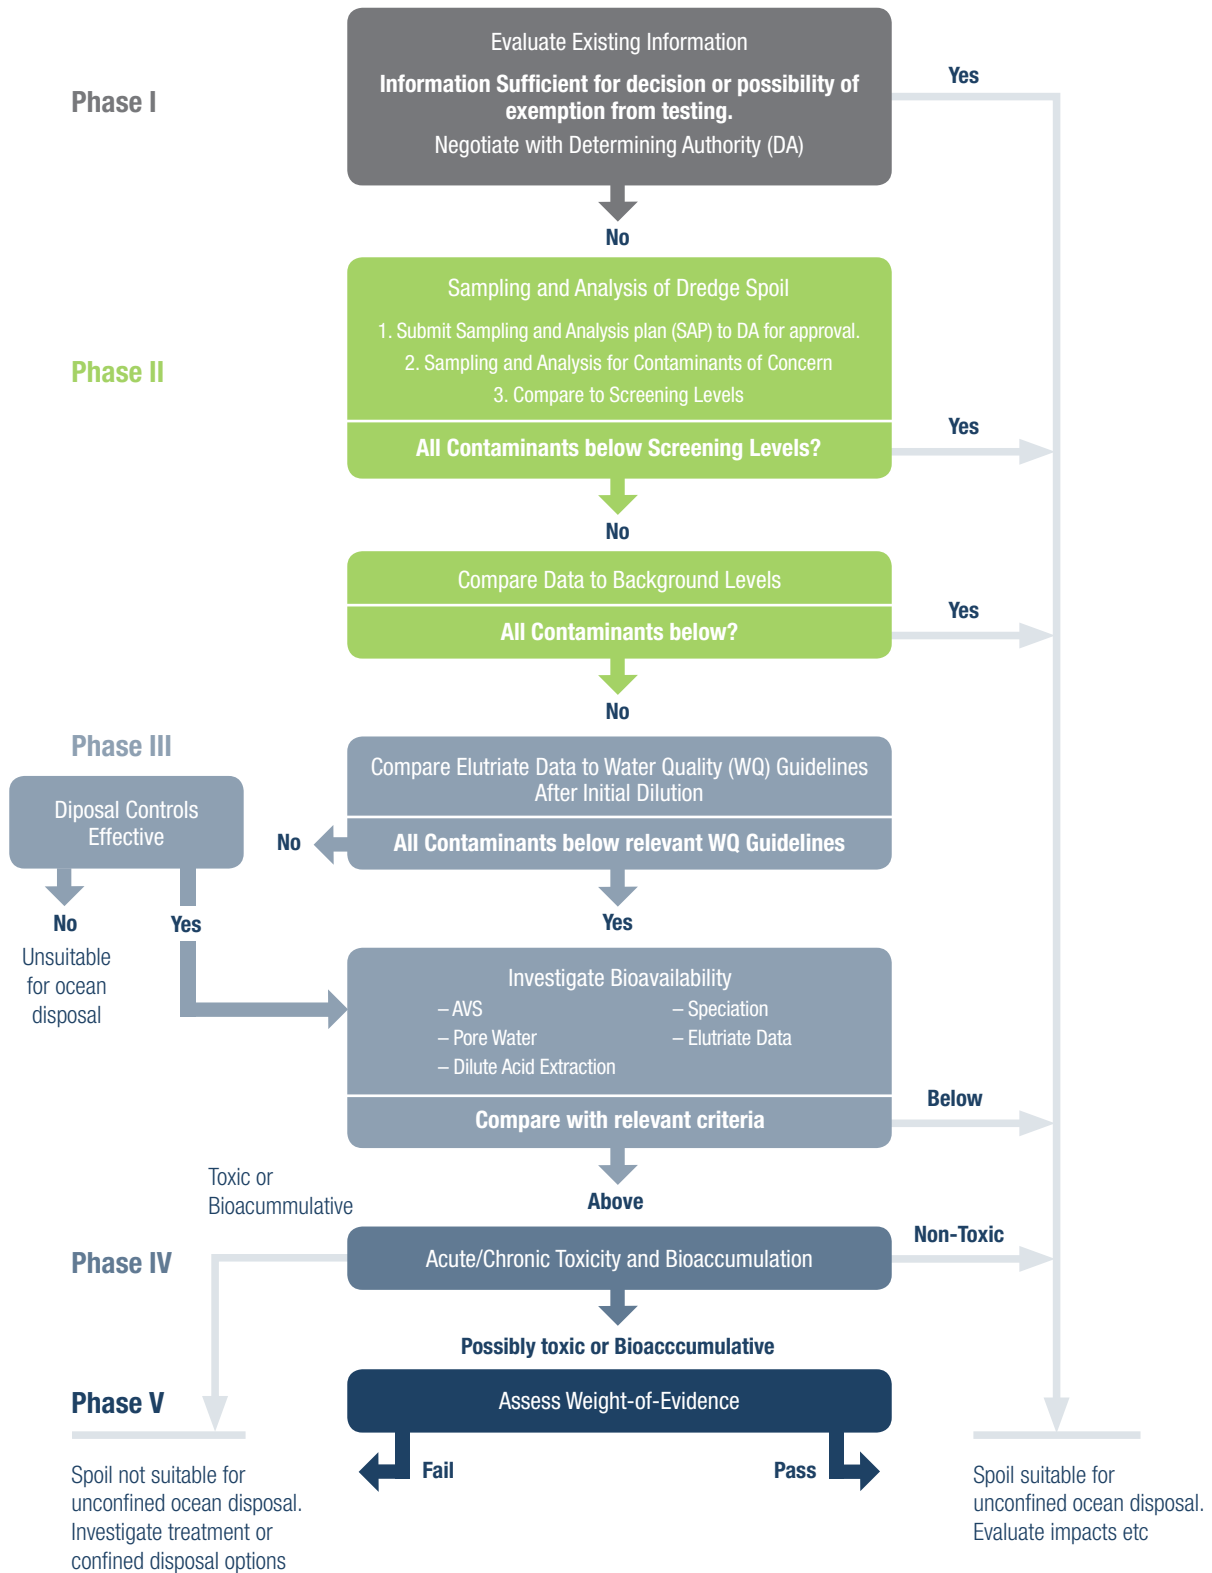 Phase I
Evaluate Existing Information
Information Sufficient for decision or possibility of
exemption from testing.
Negotiate with Determining Authority (DA)
Yes
No
Phase II
Sampling and Analysis of Dredge Spoil
1. Submit Sampling and Analysis plan (SAP) to DA for approval.
2. Sampling and Analysis for Contaminants of Concern
3. Compare to Screening Levels
All Contaminants below Screening Levels?
Yes
No
Compare Data to Background Levels
All Contaminants below?
Yes
No
Phase III
Compare Elutriate Data to Water Quality (WQ) Guidelines
After Initial Dilution
All Contaminants below relevant WQ Guidelines
No
Diposal Controls
Effective
No
Unsuitable
for ocean
disposal
Yes
Yes
Investigate Bioavailability
– AVS
– Pore Water
– Dilute Acid Extraction
– Speciation
– Elutriate Data
Compare with relevant criteria
Below
Above
Toxic or
Bioacummulative
Phase IV
Acute/Chronic Toxicity and Bioaccumulation
Non-Toxic
Possibly toxic or Bioacccumulative
Phase V
Assess Weight-of-Evidence
Fail
Pass
Spoil not suitable for
unconfined ocean disposal.
Investigate treatment or
confined disposal options
Spoil suitable for
unconfined ocean disposal.
Evaluate impacts etc